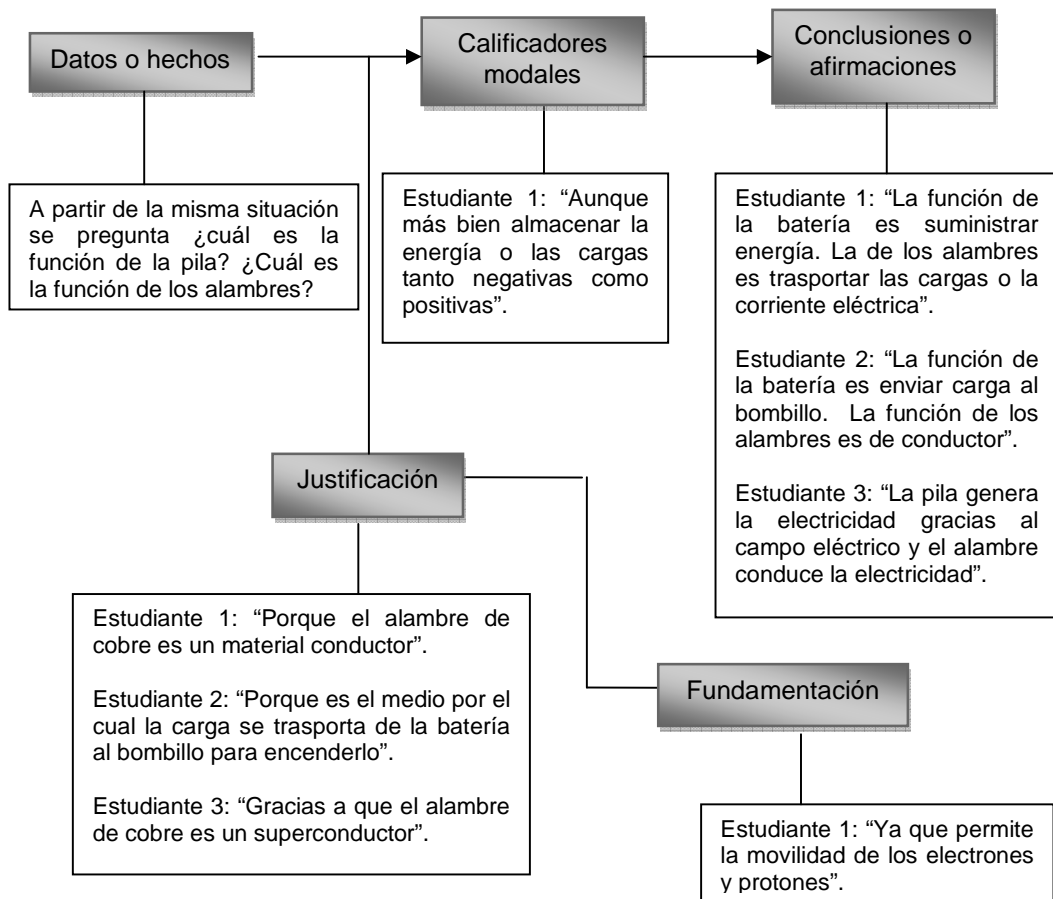 Datos o hechos
Calificadores
modales
Conclusiones o
afirmaciones
A partir de la misma situación
se pregunta ¿cuál es la
función de la pila? ¿Cuál es
la función de los alambres?
Estudiante 1: “Aunque
más bien almacenar la
energía o las cargas
tanto negativas como
positivas”.
Estudiante 1: “La función de
la batería es suministrar
energía. La de los alambres
es trasportar las cargas o la
corriente eléctrica”.
Estudiante 2: “La función de
la batería es enviar carga al
bombillo. La función de los
alambres es de conductor”.
Estudiante 3: “La pila genera
la electricidad gracias al
campo eléctrico y el alambre
conduce la electricidad”.
Justificación
Estudiante 1: “Porque el alambre de
cobre es un material conductor”.
Estudiante 2: “Porque es el medio por el
cual la carga se trasporta de la batería
al bombillo para encenderlo”.
Estudiante 3: “Gracias a que el alambre
de cobre es un superconductor”.
Fundamentación
Estudiante 1: “Ya que permite
la movilidad de los electrones
y protones”.